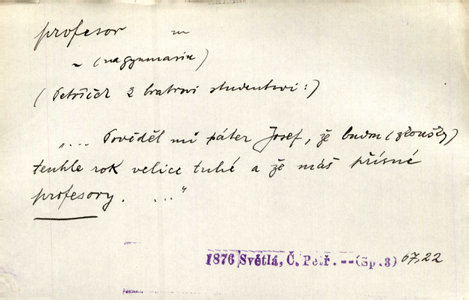 profesor m
~ (na gymnasiu)
(Petříček z bratrovi studentovi:)
„... Pověděl mi páter Josef, že budou (zkoušky)
tenhle rok velice tuhé a že máš přísné
profesory. ..."
1876 Světlá, Č. Petř. -- (Sp.3) 07,22